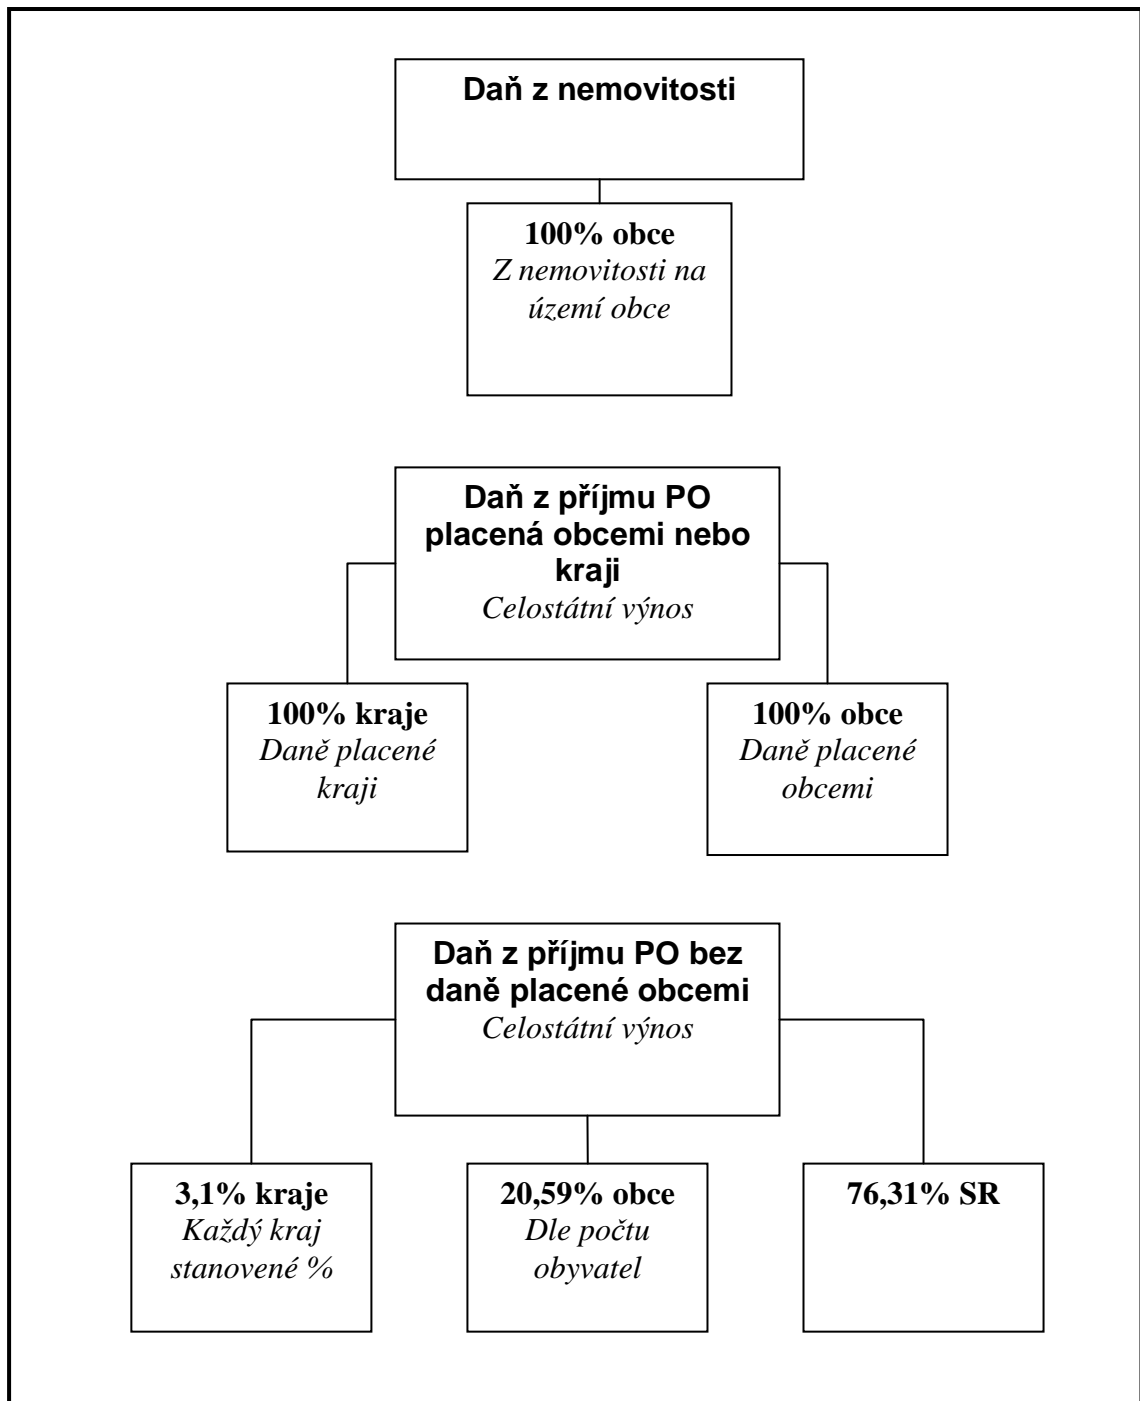 Daň z nemovitosti
100% obce
Z nemovitosti na
území obce
Daň z příjmu PO
placená obcemi nebo
kraji
Celostátní výnos
100% kraje
Daně placené
kraji
100% obce
Daně placené
obcemi
Daň z příjmu PO bez
daně placené obcemi
Celostátní výnos
3,1% kraje
Každý kraj
stanovené %
20,59% obce
Dle počtu
obyvatel
76,31% SR